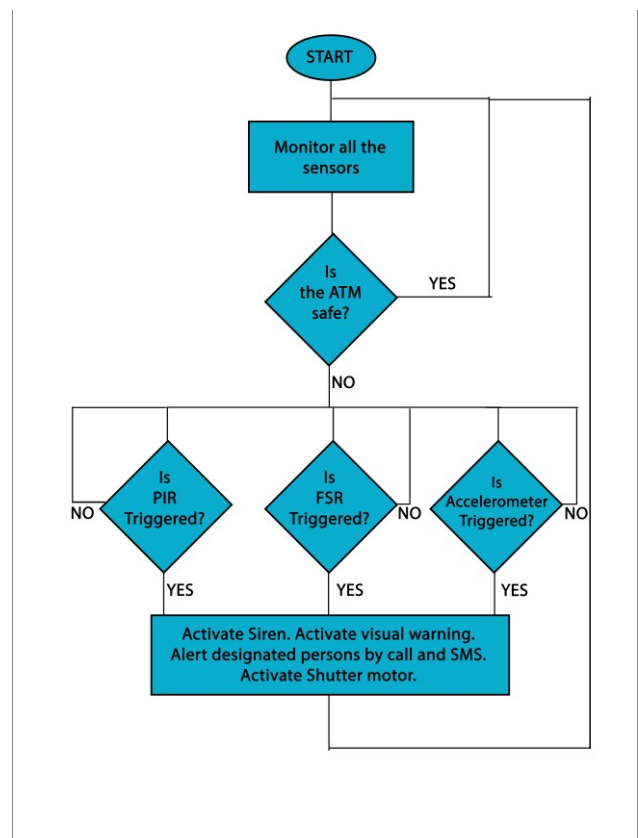 START
Monitor all the
sensors
Is
the ATM
safe?
YES
NO
Is
PIR
Triggered?
NO
Is
FSR
Triggered?
NO
Is
Accelerometer
Triggered?
NO
YES
YES
YES
Activate Siren. Activate visual warning.
Alert designated persons by call and SMS.
Activate Shutter motor.